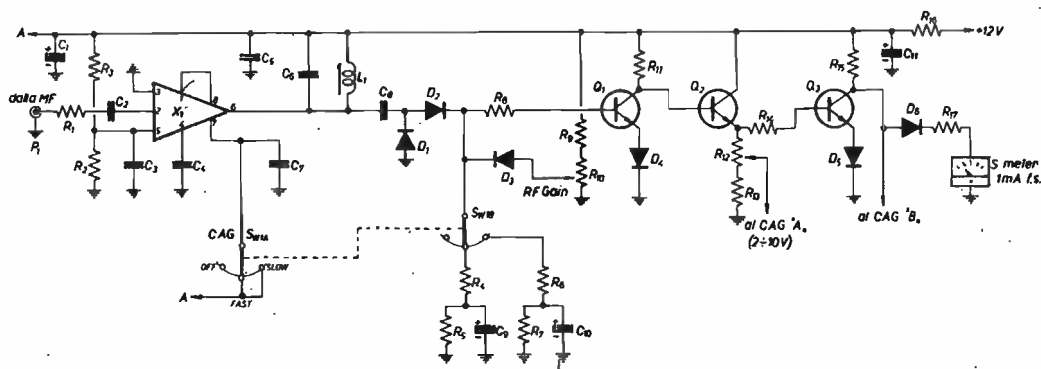 A
C1
R3
dalla MF
P1
R1
C2
3
2
5
X1
8
6
7
4
R2
C3
C4
C5
C7
C6
L1
C8
D2
D1
R8
D3
RF Gain
R9
R10
Q1
R11
D4
Q2
R12
R13
R14
al CAG "A"
(2÷10V)
Q3
R15
D5
C11
R16
+12V
D6
R17
S meter
1mA f.s.
al CAG "B"
CAG
SW1A
OFF
SLOW
FAST
A
SW1B
R4
R5
C9
R6
R7
C10